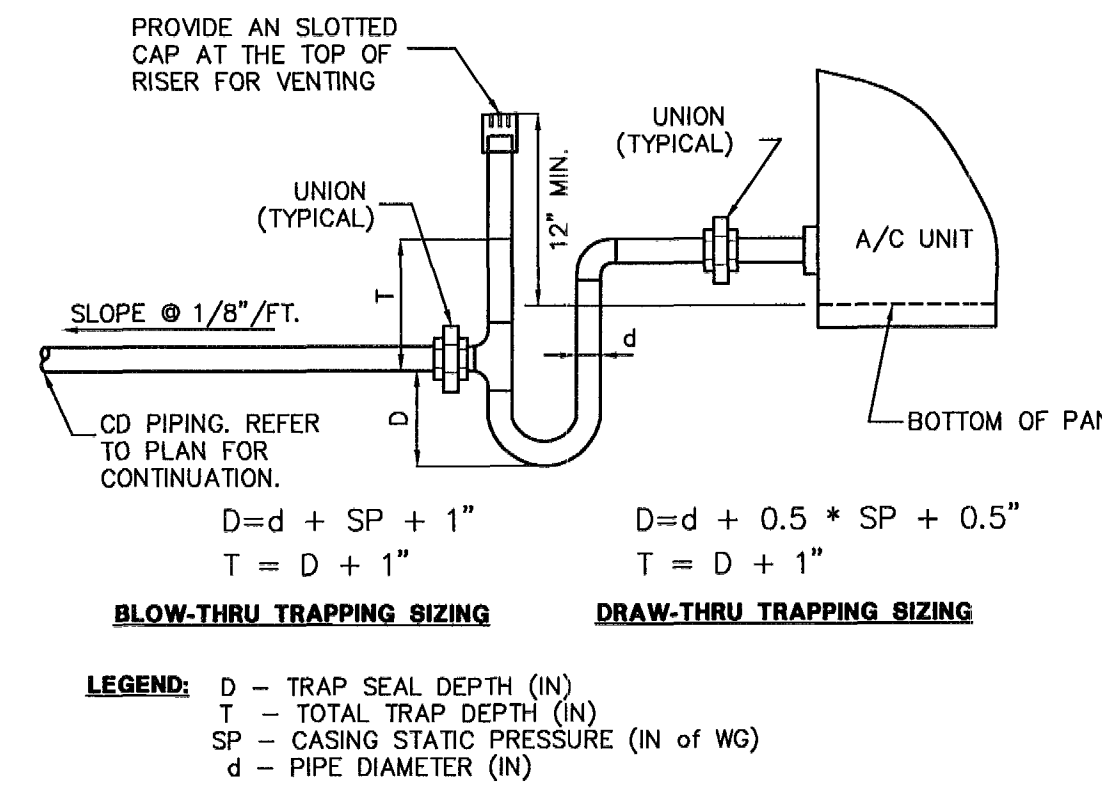 PROVIDE AN SLOTTED
CAP AT THE TOP OF
RISER FOR VENTING
UNION
(TYPICAL)
12" MIN.
UNION
(TYPICAL)
A/C UNIT
T
SLOPE @ 1/8"/FT.
d
D
CD PIPING. REFER
TO PLAN FOR
CONTINUATION.
BOTTOM OF PAN
D=d + SP + 1"
T = D + 1"
BLOW-THRU TRAPPING SIZING
D=d + 0.5 * SP + 0.5"
T = D + 1"
DRAW-THRU TRAPPING SIZING
LEGEND: D – TRAP SEAL DEPTH (IN)
T – TOTAL TRAP DEPTH (IN)
SP – CASING STATIC PRESSURE (IN of WG)
d – PIPE DIAMETER (IN)